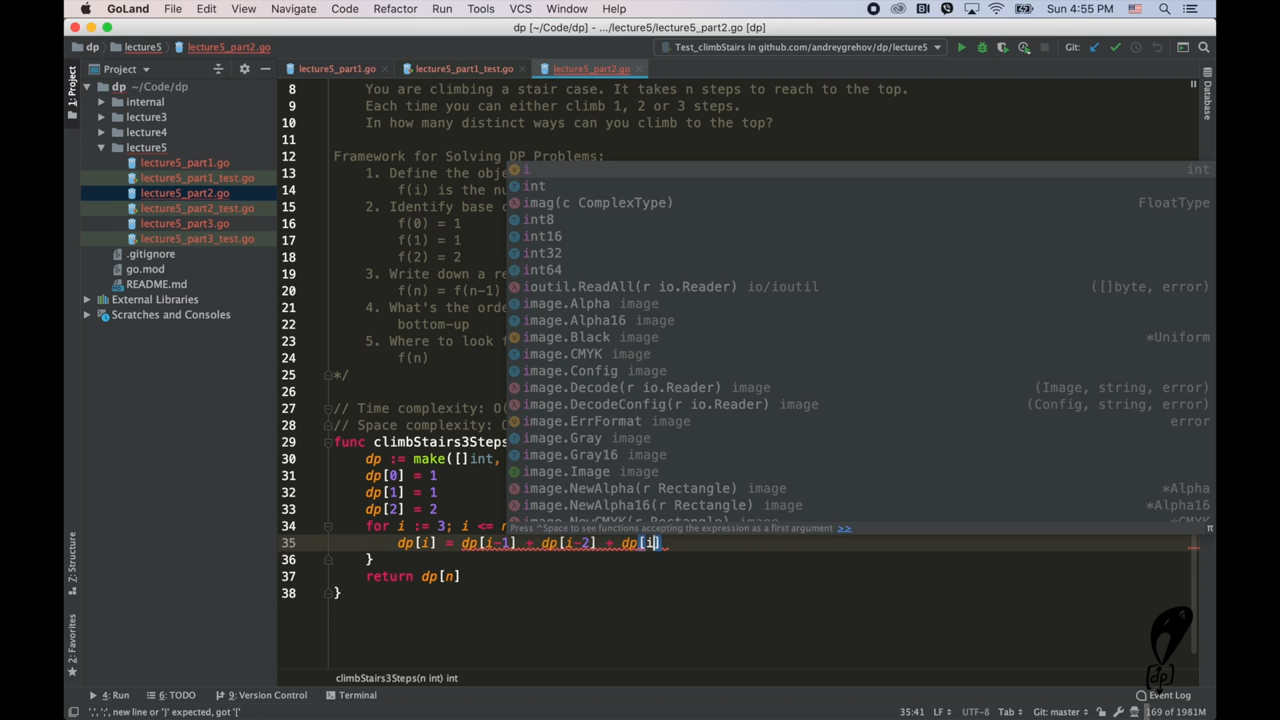 GoLand File Edit View Navigate Code Refactor Run Tools VCS Window Help Sun 4:55 PM
dp [~/Code/dp] - .../lecture5/lecture5_part2.go [dp]
dp lecture5 lecture5_part2.go Test_climbStairs in github.com/andreygrehov/dp/lecture5 Git:
Project lecture5_part1.go lecture5_part1_test.go lecture5_part2.go
1: Project
dp ~/Code/dp
internal
lecture3
lecture4
lecture5
lecture5_part1.go
lecture5_part1_test.go
lecture5_part2.go
lecture5_part2_test.go
lecture5_part3.go
lecture5_part3_test.go
.gitignore
go.mod
README.md
External Libraries
Scratches and Consoles
7: Structure
2: Favorites
8 You are climbing a stair case. It takes n steps to reach to the top.
9 Each time you can either climb 1, 2 or 3 steps.
10 In how many distinct ways can you climb to the top?
11
12 Framework for Solving DP Problems:
13 1. Define the obje
14 f(i) is the nu
15 2. Identify base c
16 f(0) = 1
17 f(1) = 1
18 f(2) = 2
19 3. Write down a re
20 f(n) = f(n-1)
21 4. What's the orde
22 bottom-up
23 5. Where to look f
24 f(n)
25 */
26
27 // Time complexity: O(
28 // Space complexity: O
29 func climbStairs3Steps
30 dp := make([]int,
31 dp[0] = 1
32 dp[1] = 1
33 dp[2] = 2
34 for i := 3; i <= n
35 dp[i] = dp[i-1] + dp[i-2] + dp[i]
36 }
37 return dp[n]
38 }
i int
int
imag(c ComplexType) FloatType
int8
int16
int32
int64
ioutil.ReadAll(r io.Reader) io/ioutil ([]byte, error)
image.Alpha image
image.Alpha16 image
image.Black image *Uniform
image.CMYK image
image.Config image
image.Decode(r io.Reader) image (Image, string, error)
image.DecodeConfig(r io.Reader) image (Config, string, error)
image.ErrFormat image error
image.Gray image
image.Gray16 image
image.Image image
image.NewAlpha(r Rectangle) image *Alpha
image.NewAlpha16(r Rectangle) image *Alpha16
image.NewCMYK(r Rectangle) image *CMYK
Press ^Space to see functions accepting the expression as a first argument >> π
Database
climbStairs3Steps(n int) int
[dp]
4: Run 6: TODO 9: Version Control Terminal Event Log
',', ';', new line or '}' expected, got '[' 35:41 LF UTF-8 Tab Git: master 169 of 1981M